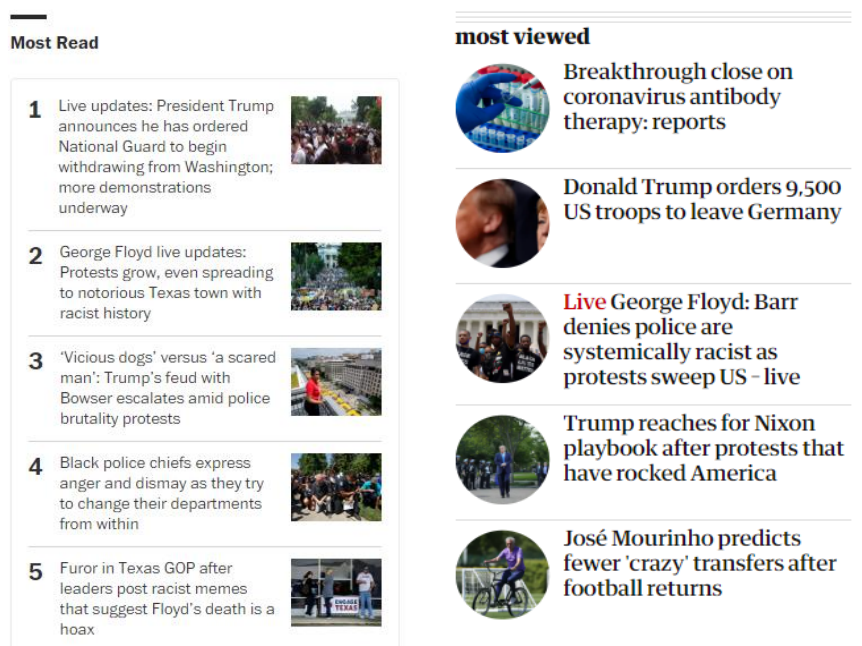 Most Read
1
Live updates: President Trump
announces he has ordered
National Guard to begin
withdrawing from Washington;
more demonstrations
underway
2
George Floyd live updates:
Protests grow, even spreading
to notorious Texas town with
racist history
3
‘Vicious dogs’ versus ‘a scared
man’: Trump’s feud with
Bowser escalates amid police
brutality protests
4
Black police chiefs express
anger and dismay as they try
to change their departments
from within
5
Furor in Texas GOP after
leaders post racist memes
that suggest Floyd’s death is a
hoax
ENGAGE
TEXAS
most viewed
Breakthrough close on
coronavirus antibody
therapy: reports
Donald Trump orders 9,500
US troops to leave Germany
Live George Floyd: Barr
denies police are
systemically racist as
protests sweep US – live
Trump reaches for Nixon
playbook after protests that
have rocked America
José Mourinho predicts
fewer 'crazy' transfers after
football returns